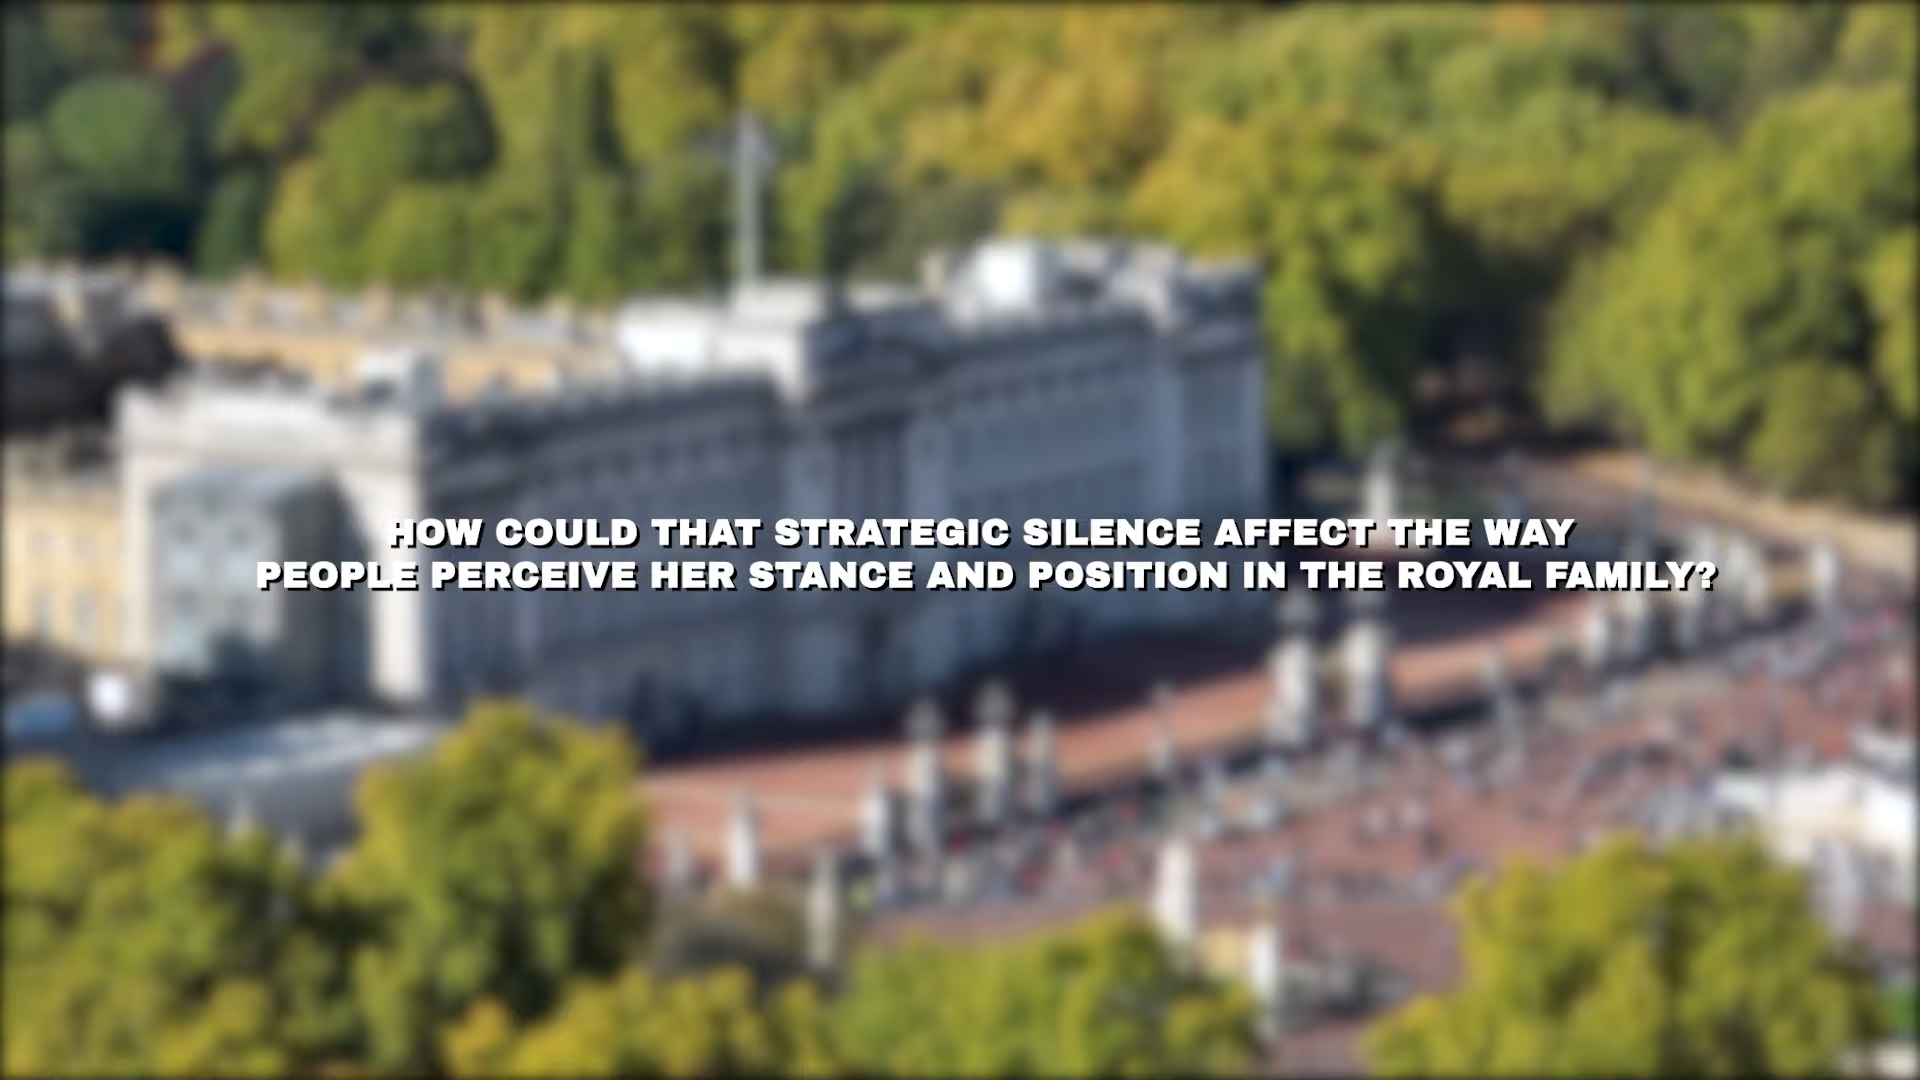 HOW COULD THAT STRATEGIC SILENCE AFFECT THE WAY
PEOPLE PERCEIVE HER STANCE AND POSITION IN THE ROYAL FAMILY?